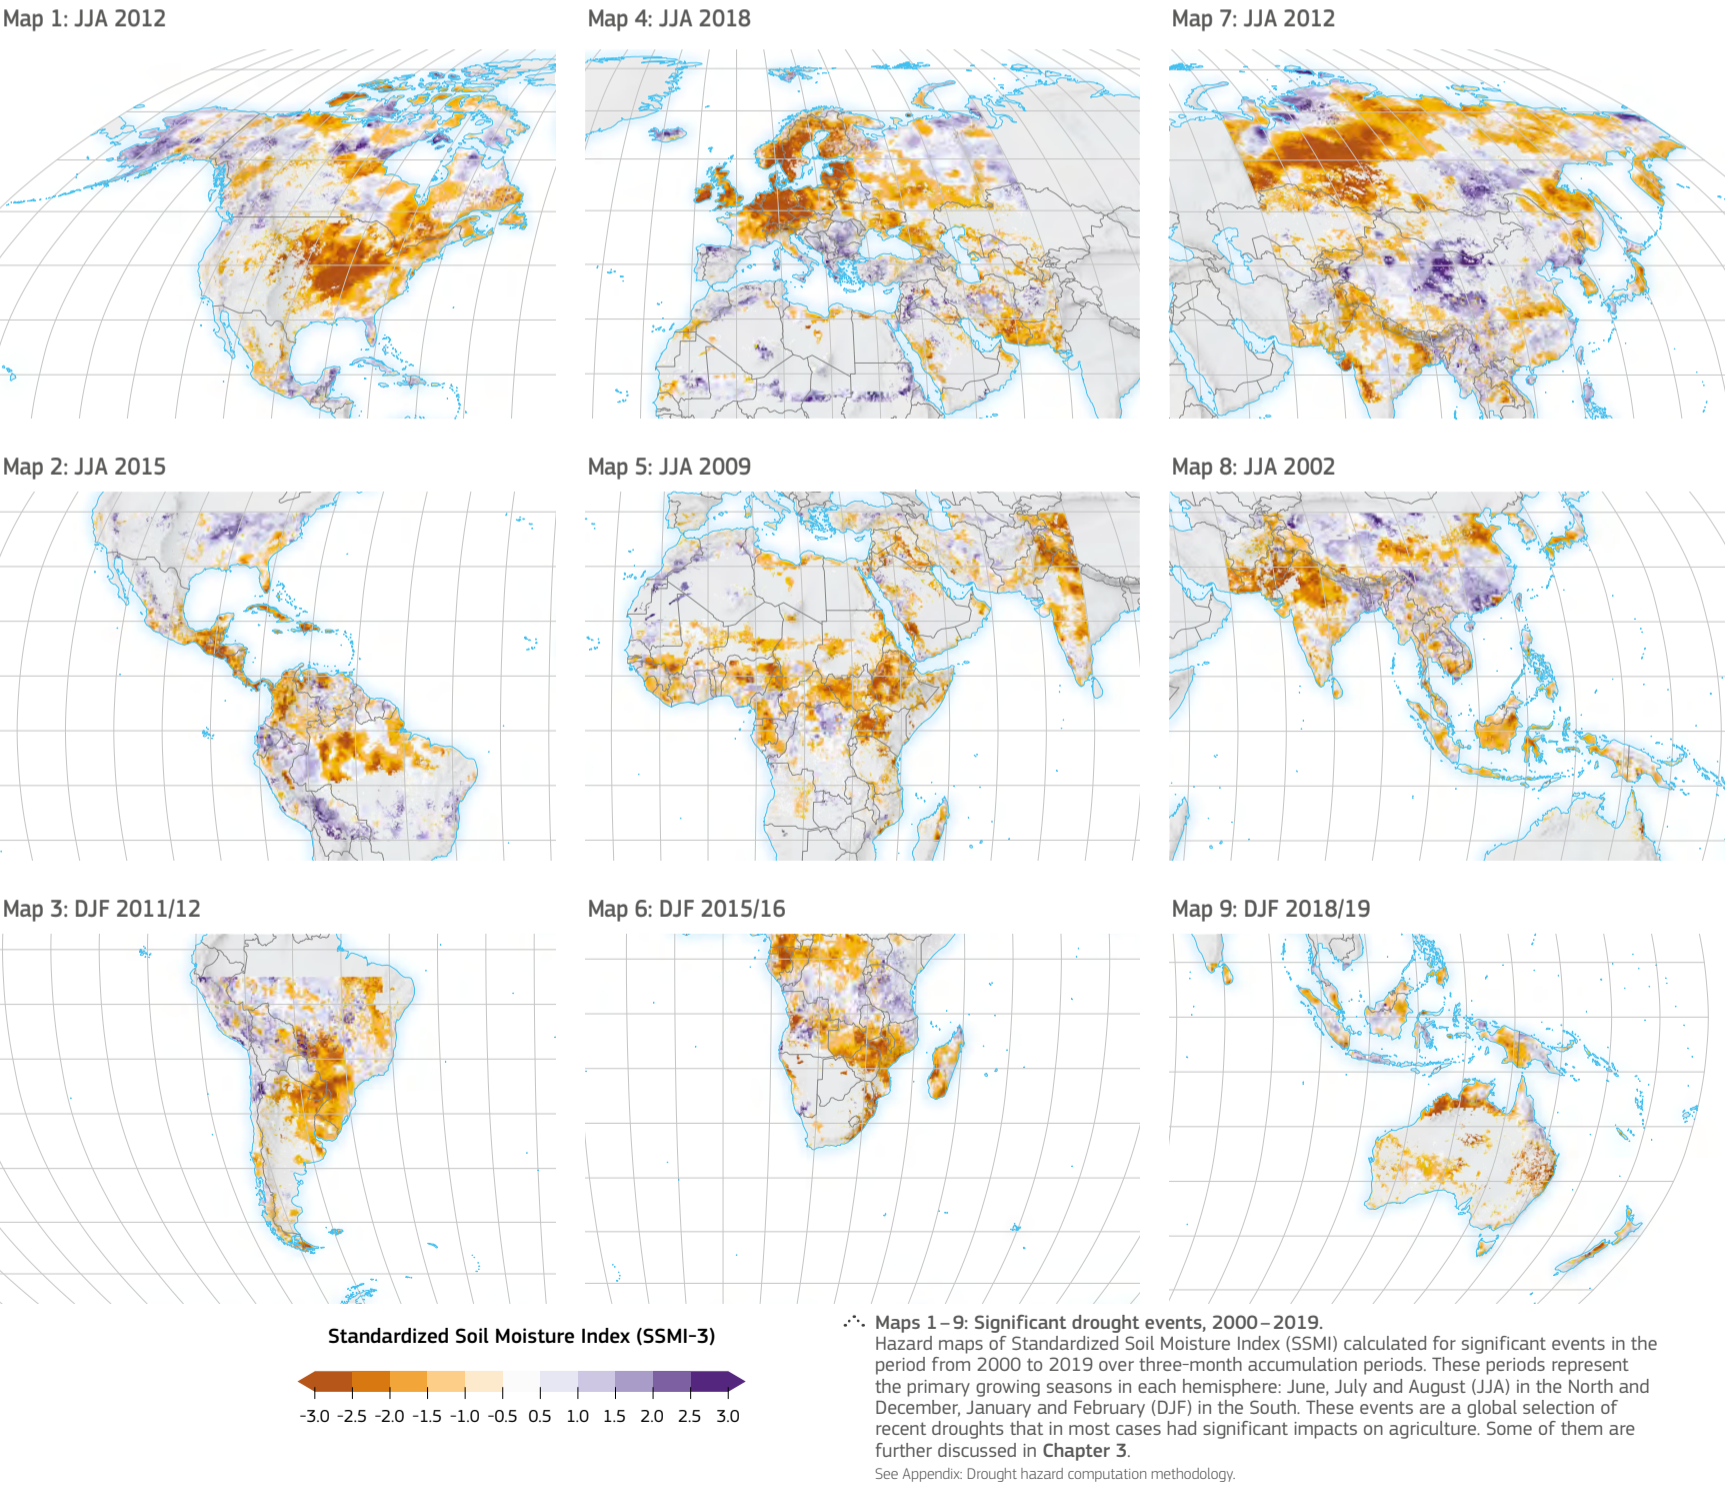 Map 1: JJA 2012
Map 4: JJA 2018
Map 7: JJA 2012
Map 2: JJA 2015
Map 5: JJA 2009
Map 8: JJA 2002
Map 3: DJF 2011/12
Map 6: DJF 2015/16
Map 9: DJF 2018/19
Standardized Soil Moisture Index (SSMI-3)
-3.0 -2.5 -2.0 -1.5 -1.0 -0.5 0.5 1.0 1.5 2.0 2.5 3.0
Maps 1–9: Significant drought events, 2000–2019.
Hazard maps of Standardized Soil Moisture Index (SSMI) calculated for significant events in the
period from 2000 to 2019 over three-month accumulation periods. These periods represent
the primary growing seasons in each hemisphere: June, July and August (JJA) in the North and
December, January and February (DJF) in the South. These events are a global selection of
recent droughts that in most cases had significant impacts on agriculture. Some of them are
further discussed in Chapter 3.
See Appendix: Drought hazard computation methodology.